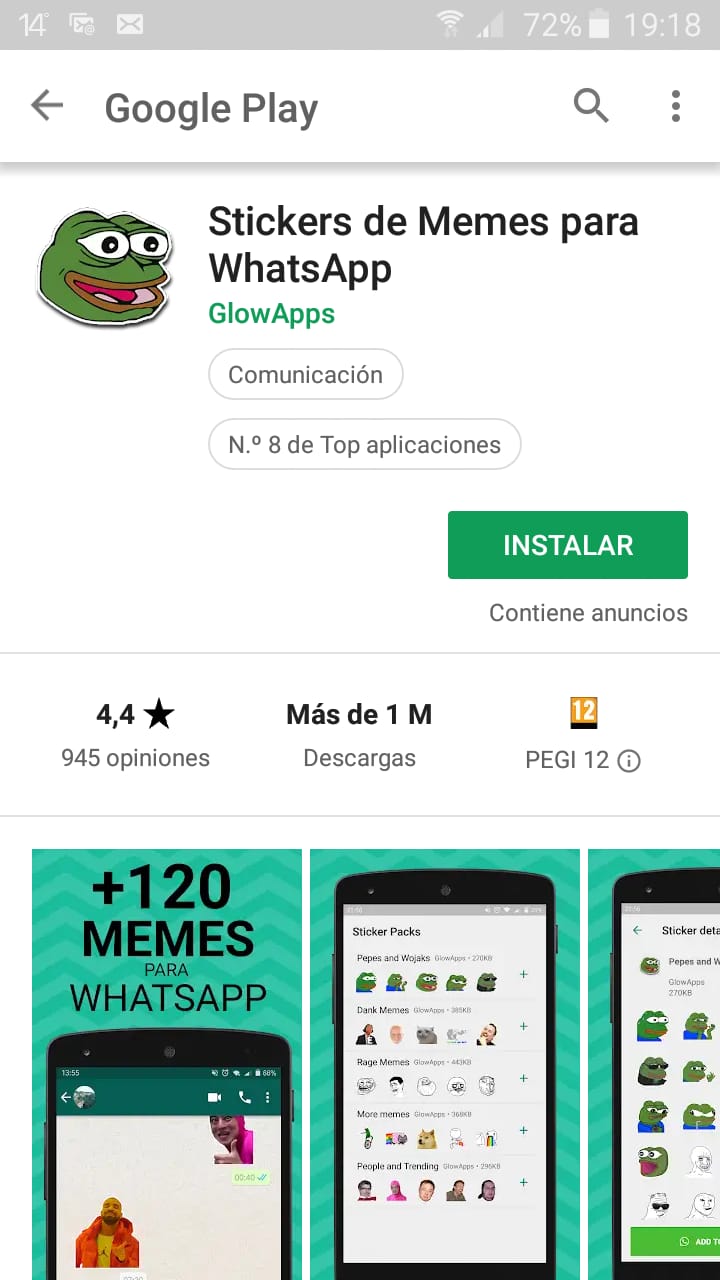 14°
72%
19:18
Google Play
Stickers de Memes para
WhatsApp
GlowApps
Comunicación
N.º 8 de Top aplicaciones
INSTALAR
Contiene anuncios
4,4 ★
945 opiniones
Más de 1 M
Descargas
12
PEGI 12
+120
MEMES
PARA
WHATSAPP
13:55
68%
00:40
Sticker Packs
Pepes and Wojaks GlowApps • 270KB
Dank Memes GlowApps • 385KB
Rage Memes GlowApps • 443KB
More memes GlowApps • 368KB
People and Trending GlowApps • 296KB
Sticker deta
Pepes and W
GlowApps
270KB
ADD TO